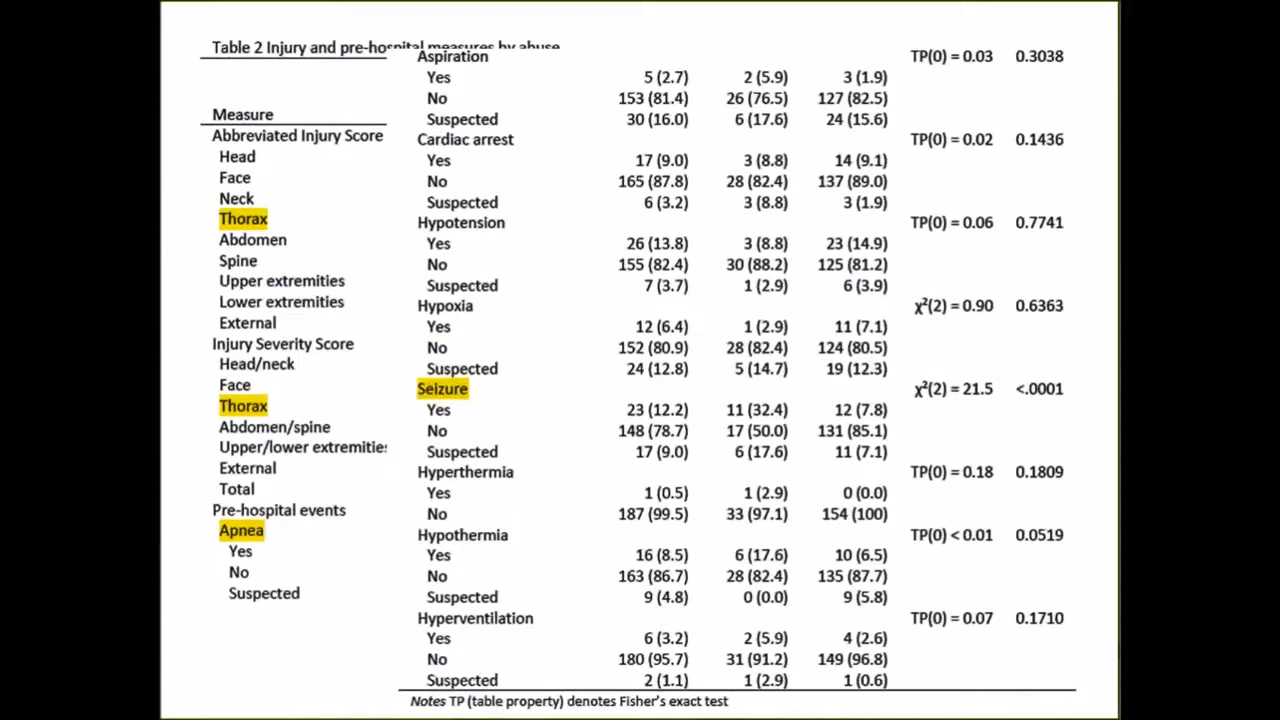 Table 2 Injury and pre-hospital measures by abuse
Measure
Abbreviated Injury Score
Head
Face
Neck
Thorax
Abdomen
Spine
Upper extremities
Lower extremities
External
Injury Severity Score
Head/neck
Face
Thorax
Abdomen/spine
Upper/lower extremities
External
Total
Pre-hospital events
Apnea
Yes
No
Suspected
Aspiration TP(0) = 0.03 0.3038
Yes 5 (2.7) 2 (5.9) 3 (1.9)
No 153 (81.4) 26 (76.5) 127 (82.5)
Suspected 30 (16.0) 6 (17.6) 24 (15.6)
Cardiac arrest TP(0) = 0.02 0.1436
Yes 17 (9.0) 3 (8.8) 14 (9.1)
No 165 (87.8) 28 (82.4) 137 (89.0)
Suspected 6 (3.2) 3 (8.8) 3 (1.9)
Hypotension TP(0) = 0.06 0.7741
Yes 26 (13.8) 3 (8.8) 23 (14.9)
No 155 (82.4) 30 (88.2) 125 (81.2)
Suspected 7 (3.7) 1 (2.9) 6 (3.9)
Hypoxia χ²(2) = 0.90 0.6363
Yes 12 (6.4) 1 (2.9) 11 (7.1)
No 152 (80.9) 28 (82.4) 124 (80.5)
Suspected 24 (12.8) 5 (14.7) 19 (12.3)
Seizure χ²(2) = 21.5 <.0001
Yes 23 (12.2) 11 (32.4) 12 (7.8)
No 148 (78.7) 17 (50.0) 131 (85.1)
Suspected 17 (9.0) 6 (17.6) 11 (7.1)
Hyperthermia TP(0) = 0.18 0.1809
Yes 1 (0.5) 1 (2.9) 0 (0.0)
No 187 (99.5) 33 (97.1) 154 (100)
Hypothermia TP(0) < 0.01 0.0519
Yes 16 (8.5) 6 (17.6) 10 (6.5)
No 163 (86.7) 28 (82.4) 135 (87.7)
Suspected 9 (4.8) 0 (0.0) 9 (5.8)
Hyperventilation TP(0) = 0.07 0.1710
Yes 6 (3.2) 2 (5.9) 4 (2.6)
No 180 (95.7) 31 (91.2) 149 (96.8)
Suspected 2 (1.1) 1 (2.9) 1 (0.6)
Notes TP (table property) denotes Fisher's exact test